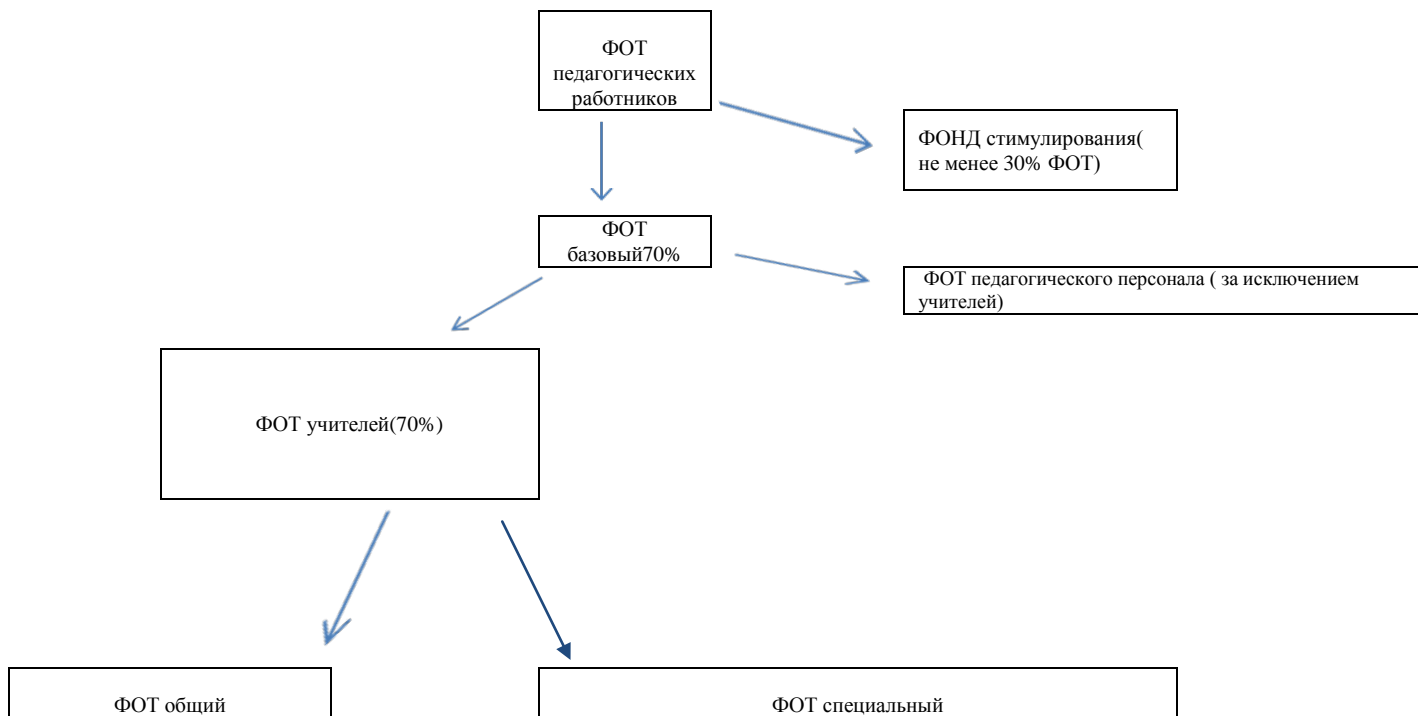 ФОТ
педагогических
работников
ФОНД стимулирования(
не менее 30% ФОТ)
ФОТ
базовый70%
ФОТ педагогического персонала ( за исключением
учителей)
ФОТ учителей(70%)
ФОТ общий
ФОТ специальный